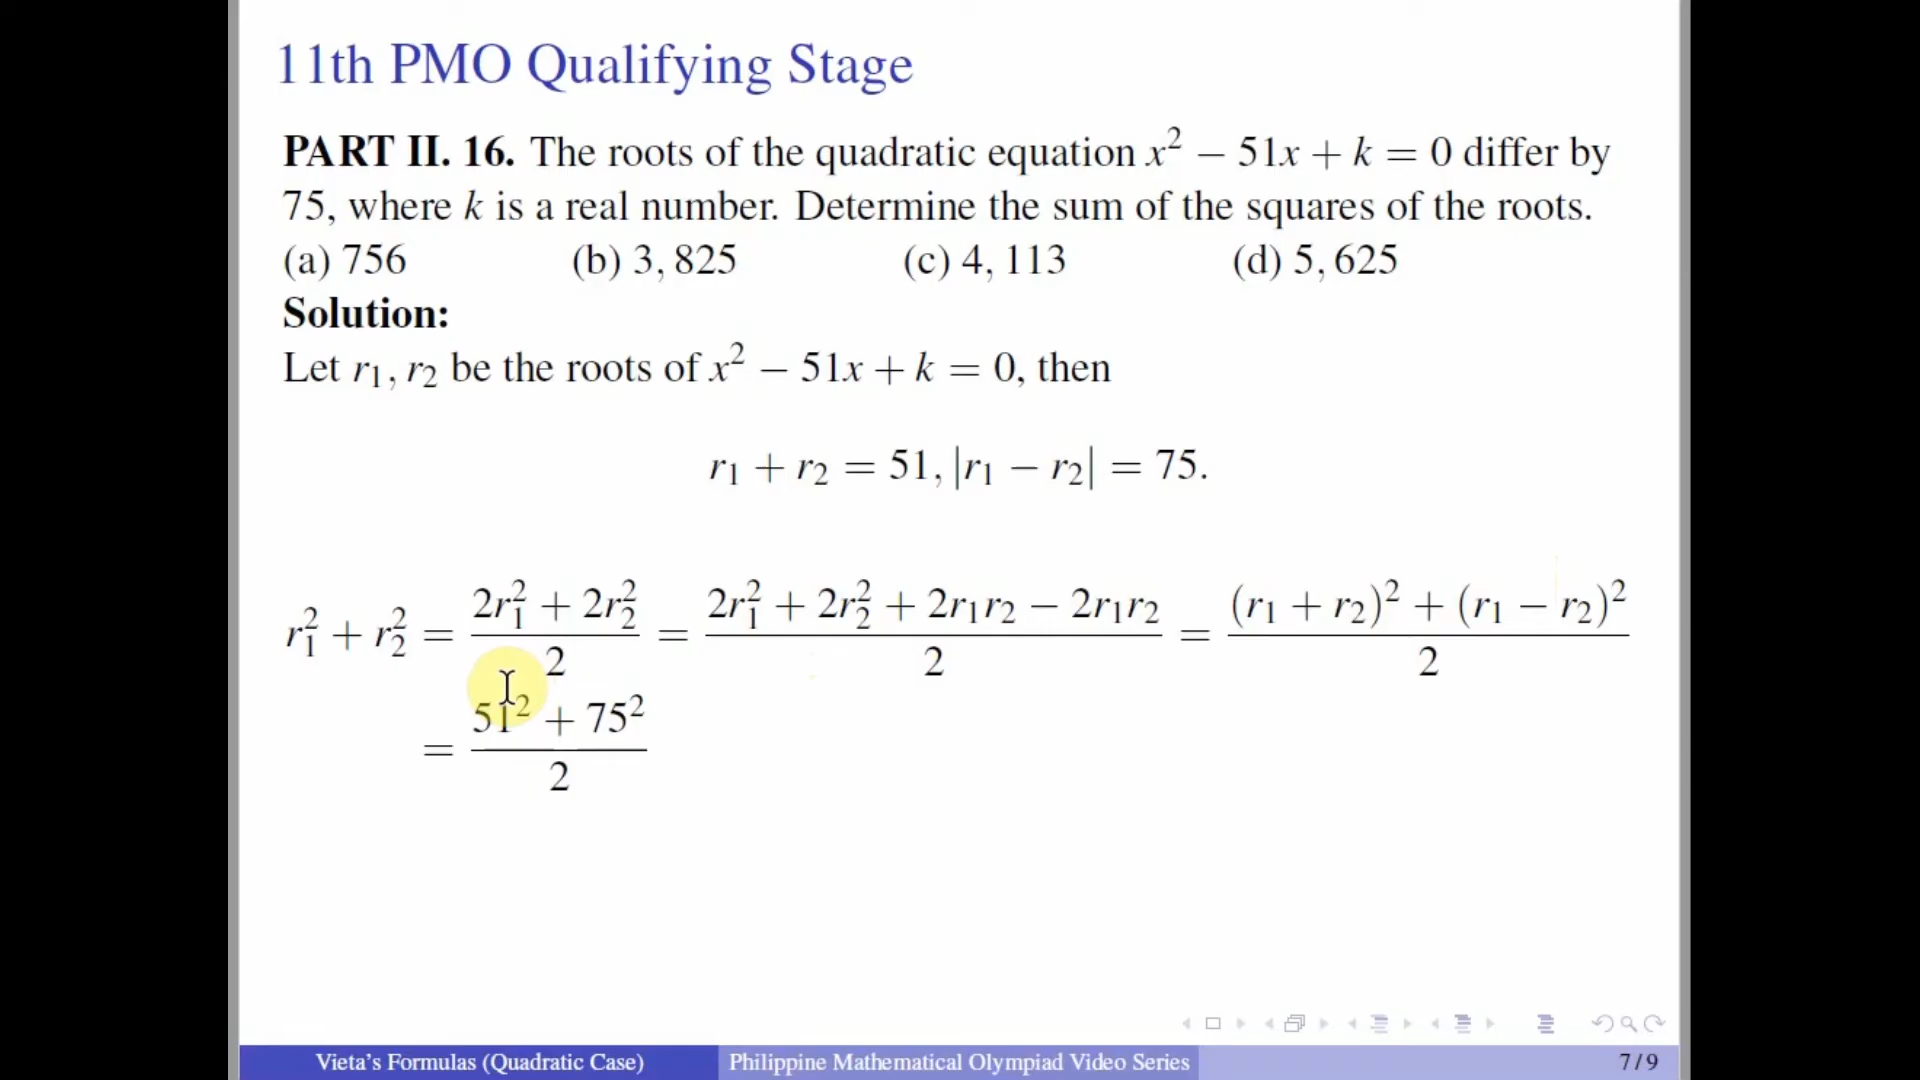 11th PMO Qualifying Stage
PART II. 16. The roots of the quadratic equation x² − 51x + k = 0 differ by
75, where k is a real number. Determine the sum of the squares of the roots.
(a) 756 (b) 3, 825 (c) 4, 113 (d) 5, 625
Solution:
Let r₁, r₂ be the roots of x² − 51x + k = 0, then
r₁ + r₂ = 51, |r₁ − r₂| = 75.
r₁² + r₂² = (2r₁² + 2r₂²)/2 = (2r₁² + 2r₂² + 2r₁r₂ − 2r₁r₂)/2 = ((r₁ + r₂)² + (r₁ − r₂)²)/2
= (51² + 75²)/2
Vieta's Formulas (Quadratic Case) Philippine Mathematical Olympiad Video Series 7 / 9